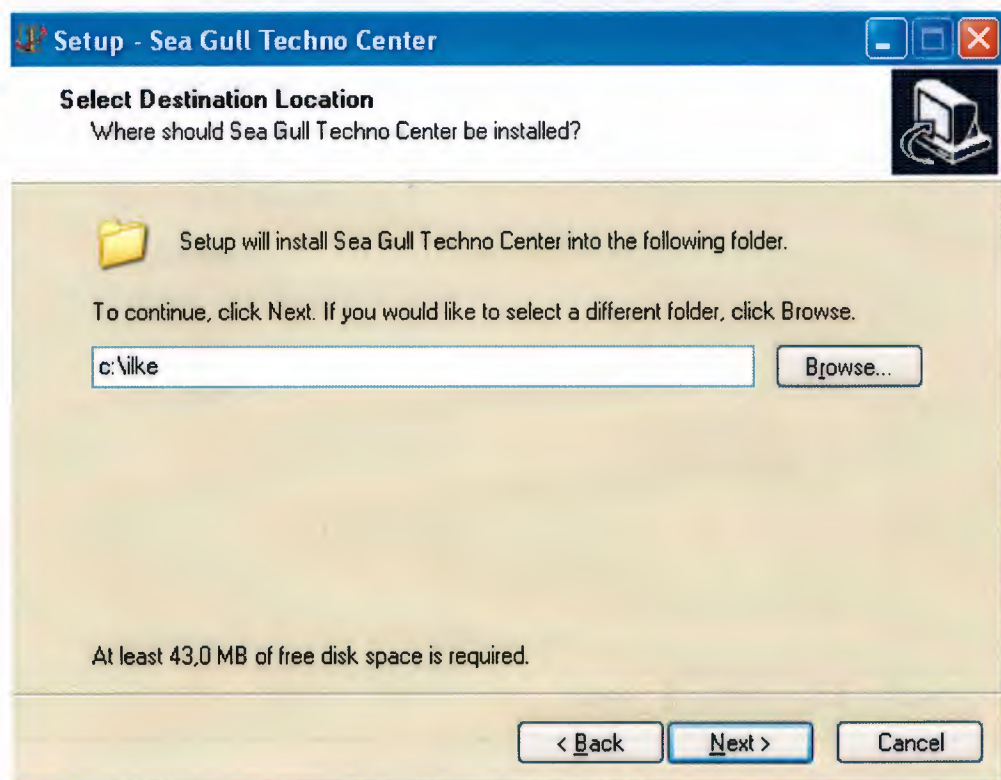 Setup - Sea Gull Techno Center
Select Destination Location
Where should Sea Gull Techno Center be installed?
Setup will install Sea Gull Techno Center into the following folder.
To continue, click Next. If you would like to select a different folder, click Browse.
c:\ilke
Browse...
At least 43,0 MB of free disk space is required.
< Back
Next >
Cancel